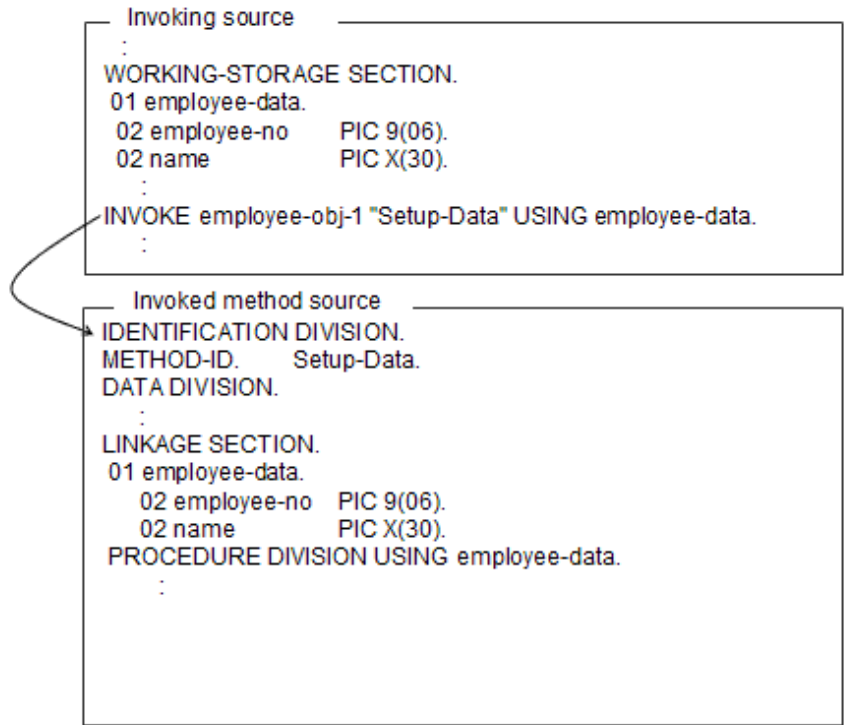 Invoking source
:
WORKING-STORAGE SECTION.
01 employee-data.
02 employee-no PIC 9(06).
02 name PIC X(30).
:
INVOKE employee-obj-1 "Setup-Data" USING employee-data.
:
Invoked method source
IDENTIFICATION DIVISION.
METHOD-ID. Setup-Data.
DATA DIVISION.
:
LINKAGE SECTION.
01 employee-data.
02 employee-no PIC 9(06).
02 name PIC X(30).
PROCEDURE DIVISION USING employee-data.
: